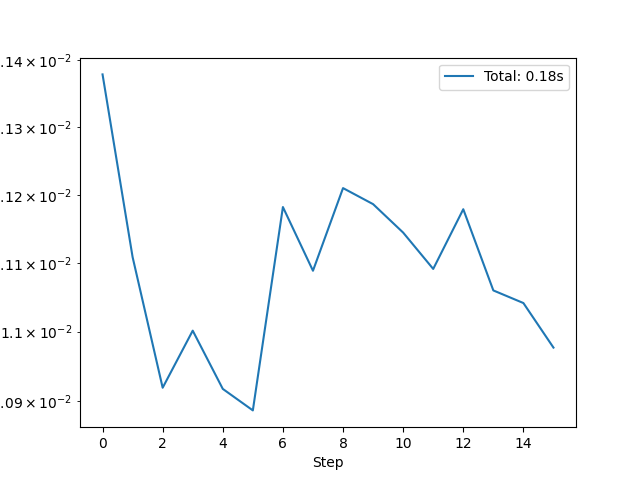 .14 × 10⁻²
.13 × 10⁻²
.12 × 10⁻²
.11 × 10⁻²
1.1 × 10⁻²
.09 × 10⁻²
Total: 0.18s
0 2 4 6 8 10 12 14
Step